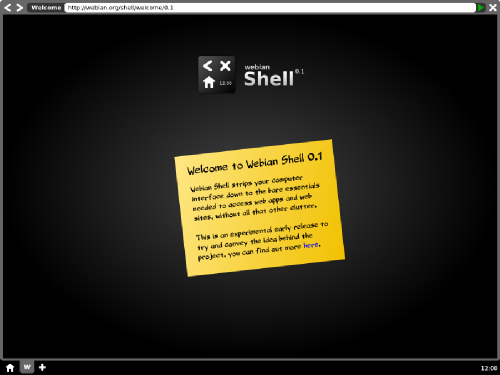 Welcome http://webian.org/shell/welcome/0.1
webian
Shell 0.1
12:00
Welcome to Webian Shell 0.1
Webian Shell strips your computer
interface down to the bare essentials
needed to access web apps and web
sites, without all that other clutter.
This is an experimental early release to
try and convey the idea behind the
project, you can find out more here.
W
12:00